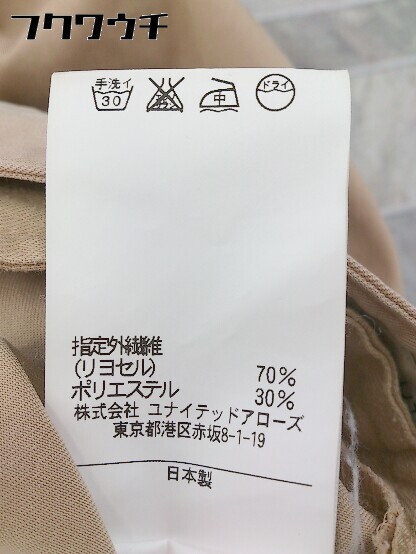 フクワウチ
手洗イ
30
中
ドライ
指定外繊維
(リヨセル) 70%
ポリエステル 30%
株式会社 ユナイテッドアローズ
東京都港区赤坂8-1-19
日本製